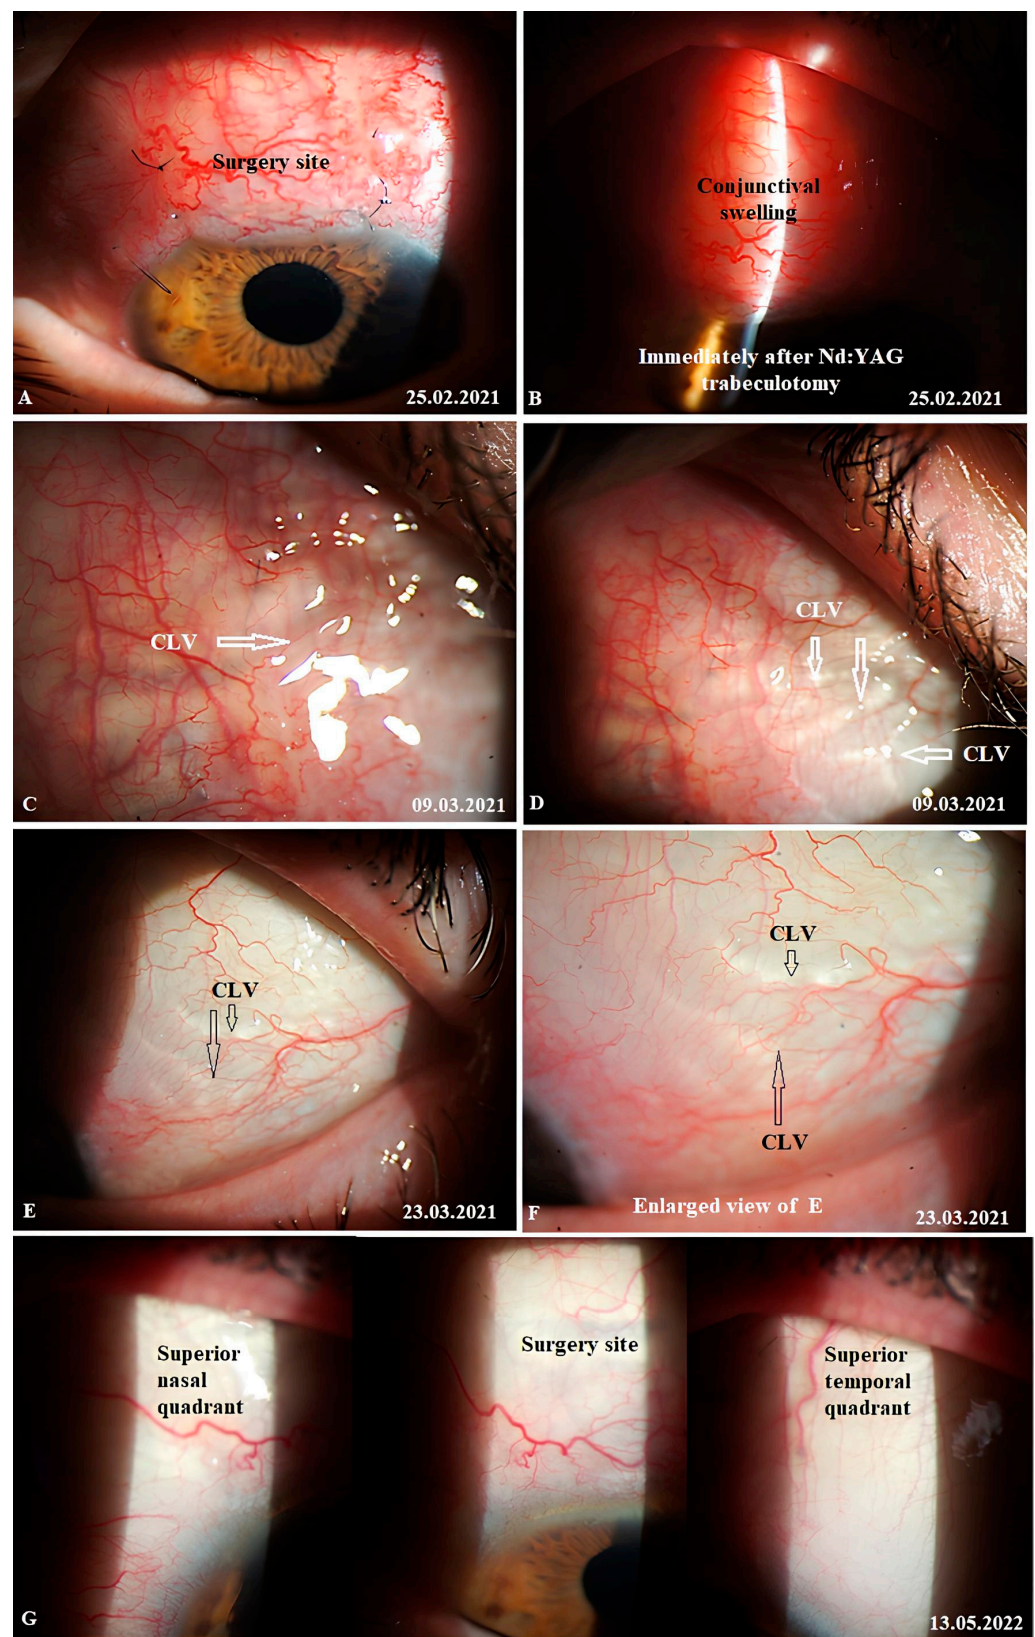 Surgery site
A
25.02.2021
Conjunctival
swelling
Immediately after Nd:YAG
trabeculotomy
B
25.02.2021
CLV
C
09.03.2021
CLV
CLV
D
09.03.2021
CLV
E
23.03.2021
CLV
CLV
Enlarged view of E
F
23.03.2021
Superior
nasal
quadrant
Surgery site
Superior
temporal
quadrant
G
13.05.2022